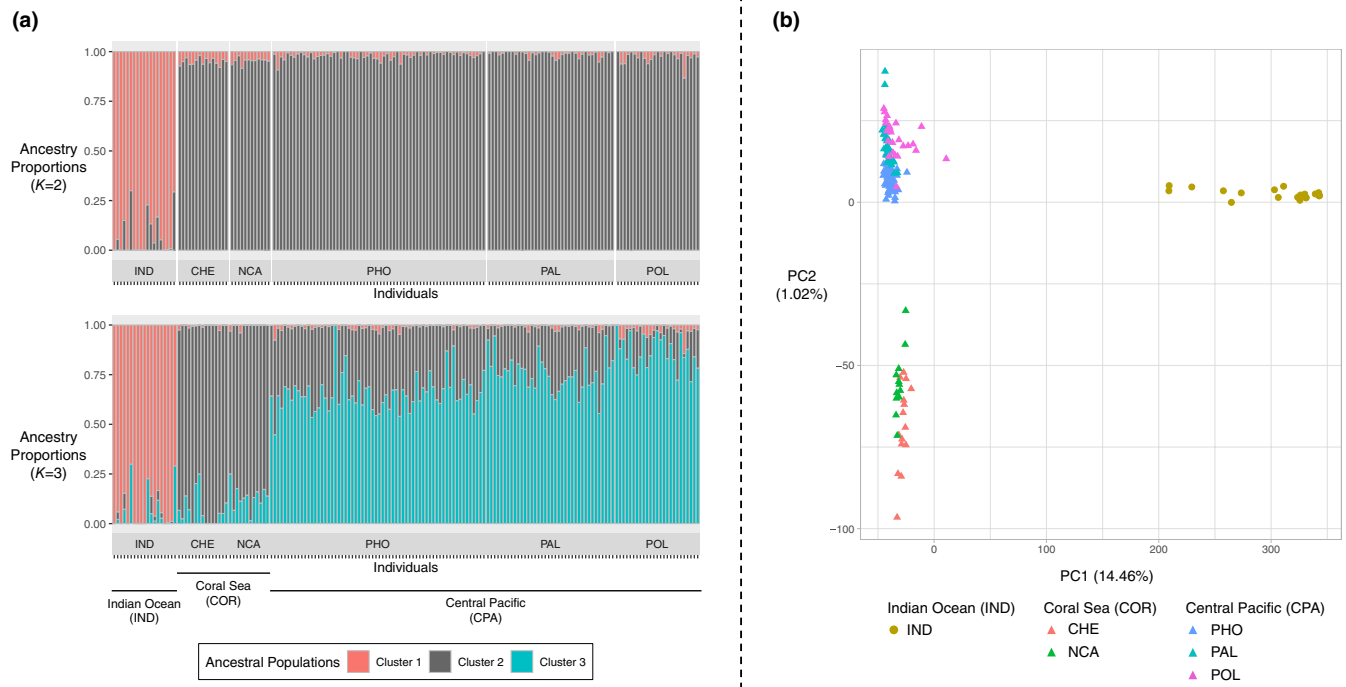 (a)
1.00
0.75
0.50
0.25
0.00
Ancestry
Proportions
(K=2)
IND CHE NCA PHO PAL POL
Individuals
1.00
0.75
0.50
0.25
0.00
Ancestry
Proportions
(K=3)
IND CHE NCA PHO PAL POL
Individuals
Indian Ocean
(IND)
Coral Sea
(COR)
Central Pacific
(CPA)
Ancestral Populations Cluster 1 Cluster 2 Cluster 3
(b)
PC2
(1.02%)
0
−50
−100
0 100 200 300
PC1 (14.46%)
Indian Ocean (IND) Coral Sea (COR) Central Pacific (CPA)
IND CHE PHO
NCA PAL
POL